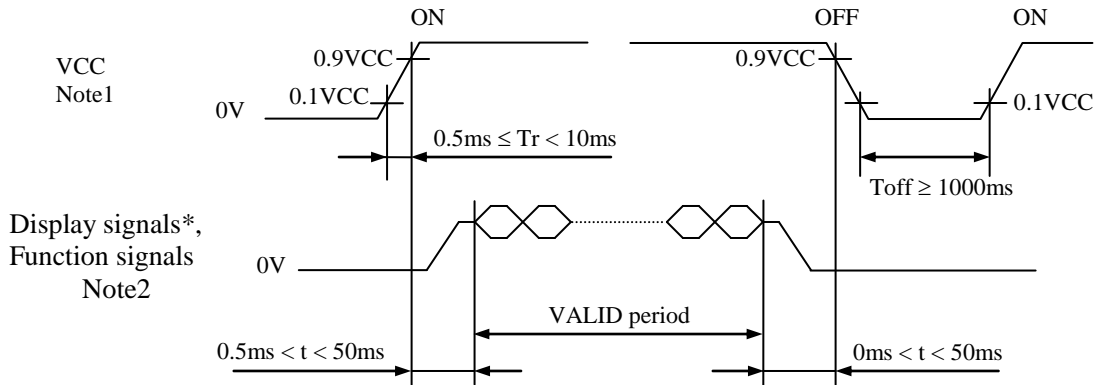 ON OFF ON
0.9VCC 0.9VCC
VCC
Note1
0V 0.1VCC 0.1VCC
0.5ms ≤ Tr < 10ms
Toff ≥ 1000ms
Display signals*,
Function signals
Note2
0V
VALID period
0.5ms < t < 50ms 0ms < t < 50ms